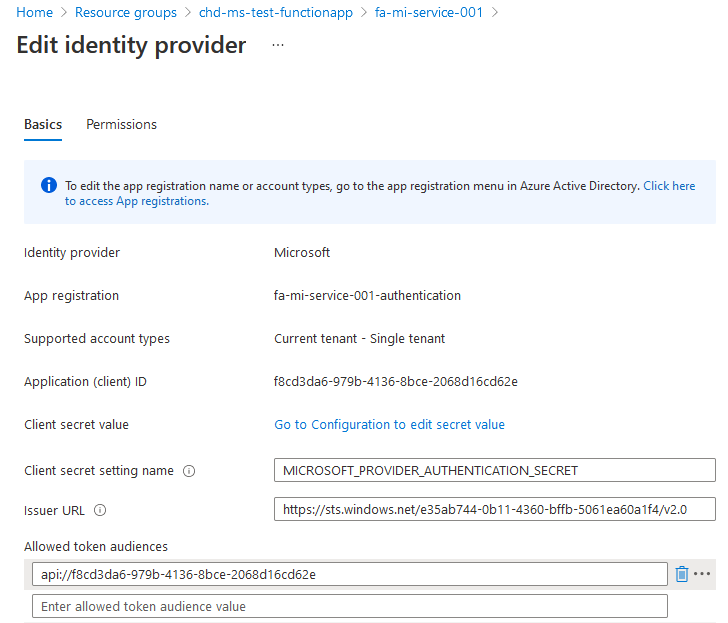 Home > Resource groups > chd-ms-test-functionapp > fa-mi-service-001 >
Edit identity provider ...
Basics Permissions
To edit the app registration name or account types, go to the app registration menu in Azure Active Directory. Click here
to access App registrations.
Identity provider Microsoft
App registration fa-mi-service-001-authentication
Supported account types Current tenant - Single tenant
Application (client) ID f8cd3da6-979b-4136-8bce-2068d16cd62e
Client secret value Go to Configuration to edit secret value
Client secret setting name MICROSOFT_PROVIDER_AUTHENTICATION_SECRET
Issuer URL https://sts.windows.net/e35ab744-0b11-4360-bffb-5061ea60a1f4/v2.0
Allowed token audiences
api://f8cd3da6-979b-4136-8bce-2068d16cd62e
Enter allowed token audience value